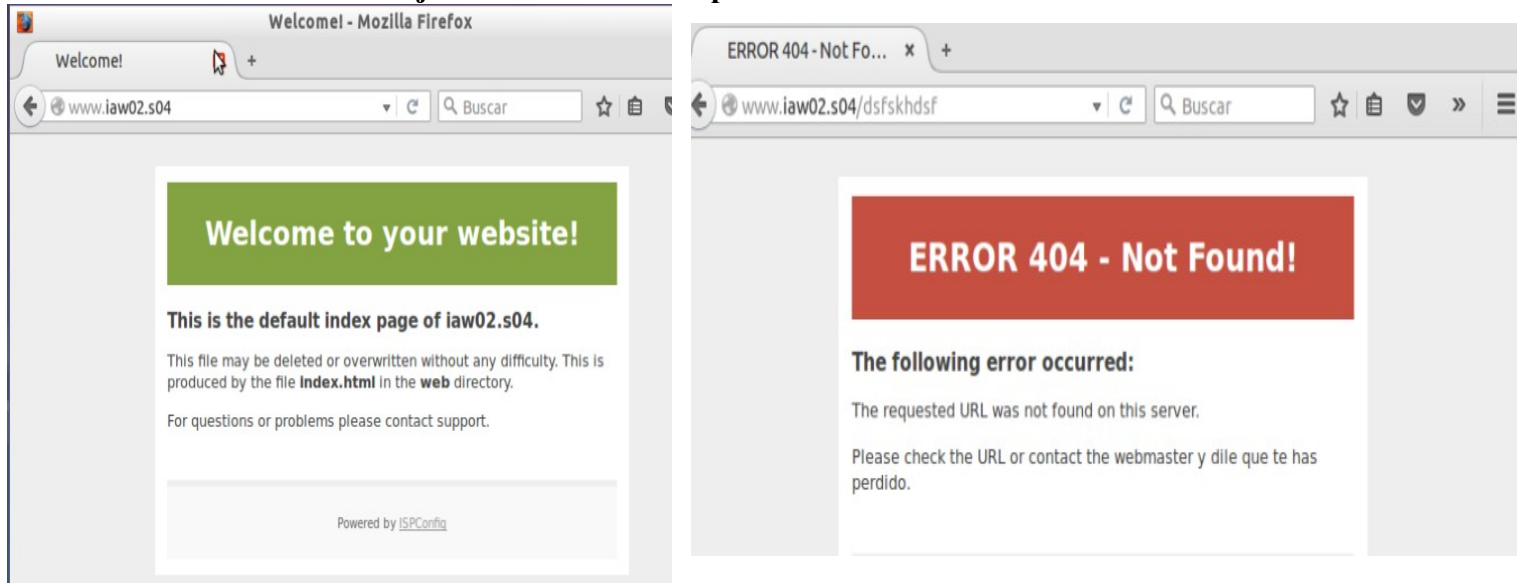 Welcome! - Mozilla Firefox
Welcome!
+
www.iaw02.s04
Buscar
Welcome to your website!
This is the default index page of iaw02.s04.
This file may be deleted or overwritten without any difficulty. This is
produced by the file index.html in the web directory.
For questions or problems please contact support.
Powered by ISPConfig
ERROR 404 - Not Fo... × +
www.iaw02.s04/dsfskhdsf
Buscar
»
ERROR 404 - Not Found!
The following error occurred:
The requested URL was not found on this server.
Please check the URL or contact the webmaster y dile que te has
perdido.